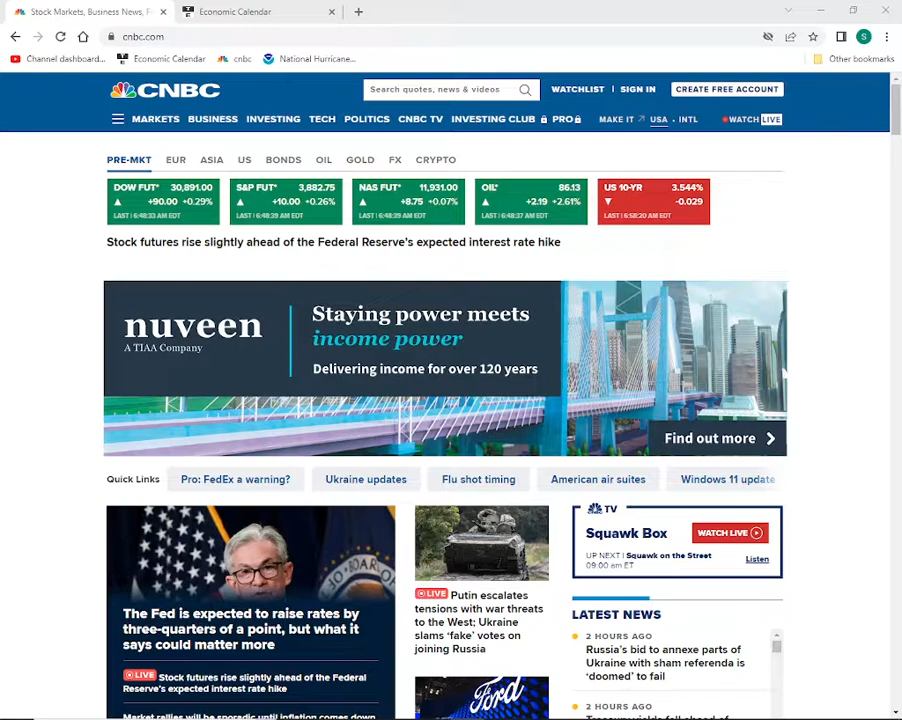 Stock Markets, Business News, F
Economic Calendar
cnbc.com
Channel dashboard...
Economic Calendar
cnbc
National Hurricane...
Other bookmarks
CNBC
Search quotes, news & videos
WATCHLIST | SIGN IN
CREATE FREE ACCOUNT
MARKETS BUSINESS INVESTING TECH POLITICS CNBC TV INVESTING CLUB PRO
MAKE IT USA • INTL
WATCH LIVE
PRE-MKT EUR ASIA US BONDS OIL GOLD FX CRYPTO
DOW FUT* 30,891.00
+90.00 +0.29%
LAST | 6:48:33 AM EDT
S&P FUT* 3,882.75
+10.00 +0.26%
LAST | 6:48:39 AM EDT
NAS FUT* 11,931.00
+8.75 +0.07%
LAST | 6:48:39 AM EDT
OIL* 86.13
+2.19 +2.61%
LAST | 6:48:37 AM EDT
US 10-YR 3.544%
-0.029
LAST | 6:58:20 AM EDT
Stock futures rise slightly ahead of the Federal Reserve's expected interest rate hike
nuveen
A TIAA Company
Staying power meets
income power
Delivering income for over 120 years
Find out more
Quick Links
Pro: FedEx a warning?
Ukraine updates
Flu shot timing
American air suites
Windows 11 update
The Fed is expected to raise rates by
three-quarters of a point, but what it
says could matter more
LIVE Stock futures rise slightly ahead of the Federal
Reserve's expected interest rate hike
Market rallies will be sporadic until inflation comes down
LIVE Putin escalates
tensions with war threats
to the West; Ukraine
slams 'fake' votes on
joining Russia
Ford
TV
Squawk Box
WATCH LIVE
UP NEXT | Squawk on the Street
09:00 am ET
Listen
LATEST NEWS
2 HOURS AGO
Russia's bid to annexe parts of
Ukraine with sham referenda is
'doomed' to fail
2 HOURS AGO
Treasury yields fall ahead of